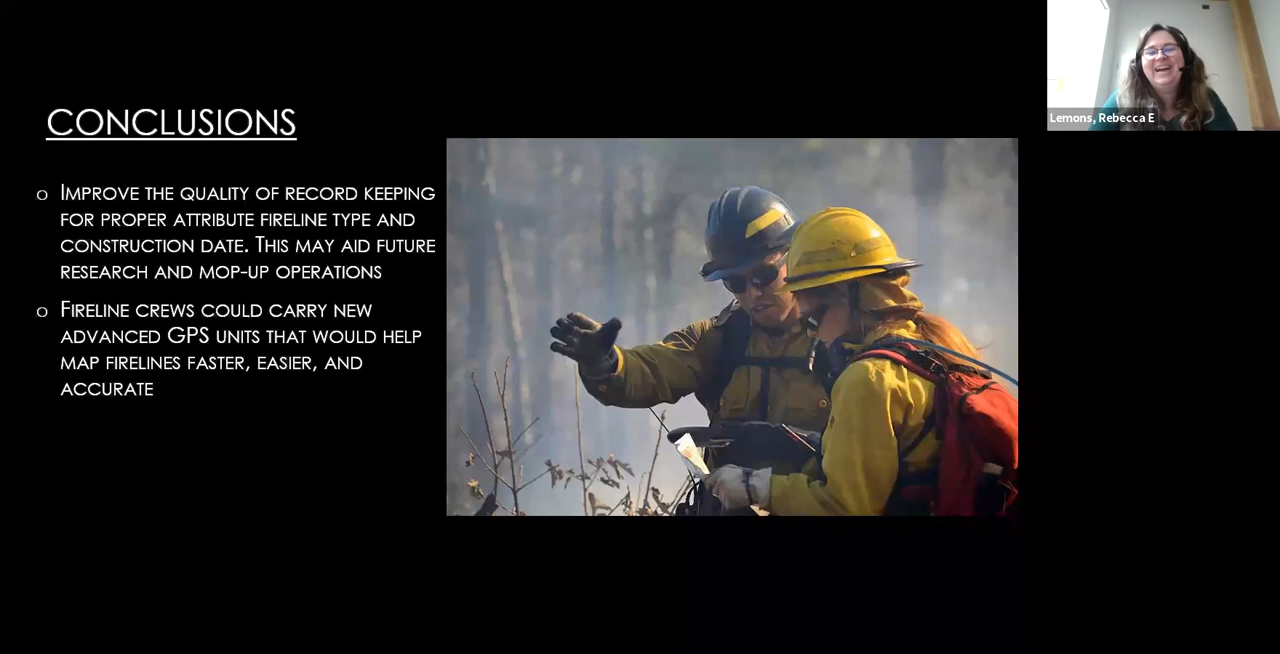 CONCLUSIONS
o IMPROVE THE QUALITY OF RECORD KEEPING
FOR PROPER ATTRIBUTE FIRELINE TYPE AND
CONSTRUCTION DATE. THIS MAY AID FUTURE
RESEARCH AND MOP-UP OPERATIONS
o FIRELINE CREWS COULD CARRY NEW
ADVANCED GPS UNITS THAT WOULD HELP
MAP FIRELINES FASTER, EASIER, AND
ACCURATE
Lemons, Rebecca E